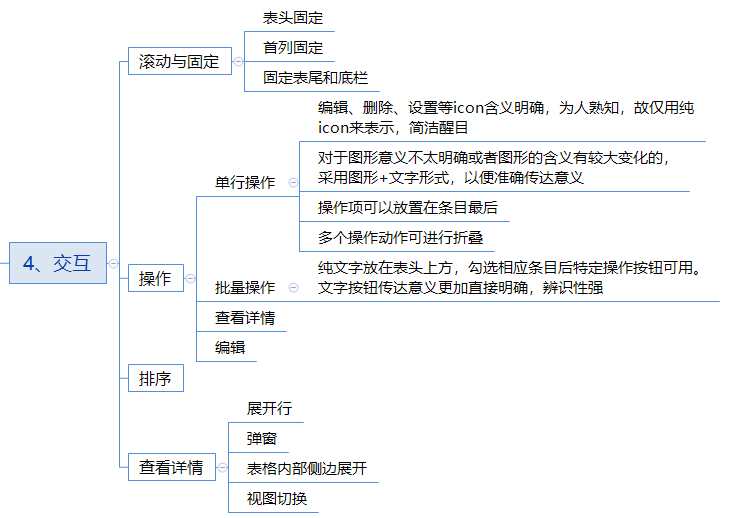 4、交互
滚动与固定
表头固定
首列固定
固定表尾和底栏
操作
单行操作
编辑、删除、设置等icon含义明确，为人熟知，故仅用纯
icon来表示，简洁醒目
对于图形意义不太明确或者图形的含义有较大变化的，
采用图形+文字形式，以便准确传达意义
操作项可以放置在条目最后
多个操作动作可进行折叠
批量操作
纯文字放在表头上方，勾选相应条目后特定操作按钮可用。
文字按钮传达意义更加直接明确，辨识性强
查看详情
编辑
排序
查看详情
展开行
弹窗
表格内部侧边展开
视图切换